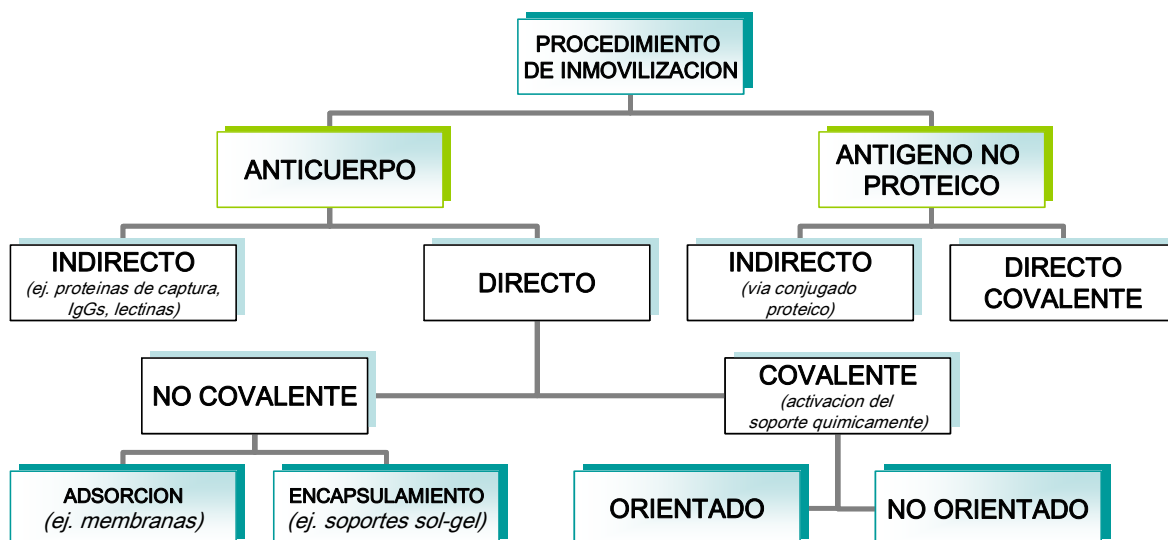 PROCEDIMIENTO
DE INMOVILIZACION
ANTICUERPO
ANTIGENO NO
PROTEICO
INDIRECTO
(ej. proteinas de captura,
IgGs, lectinas)
DIRECTO
INDIRECTO
(via conjugado
proteico)
DIRECTO
COVALENTE
NO COVALENTE
COVALENTE
(activacion del
soporte quimicamente)
ADSORCION
(ej. membranas)
ENCAPSULAMIENTO
(ej. soportes sol-gel)
ORIENTADO
NO ORIENTADO